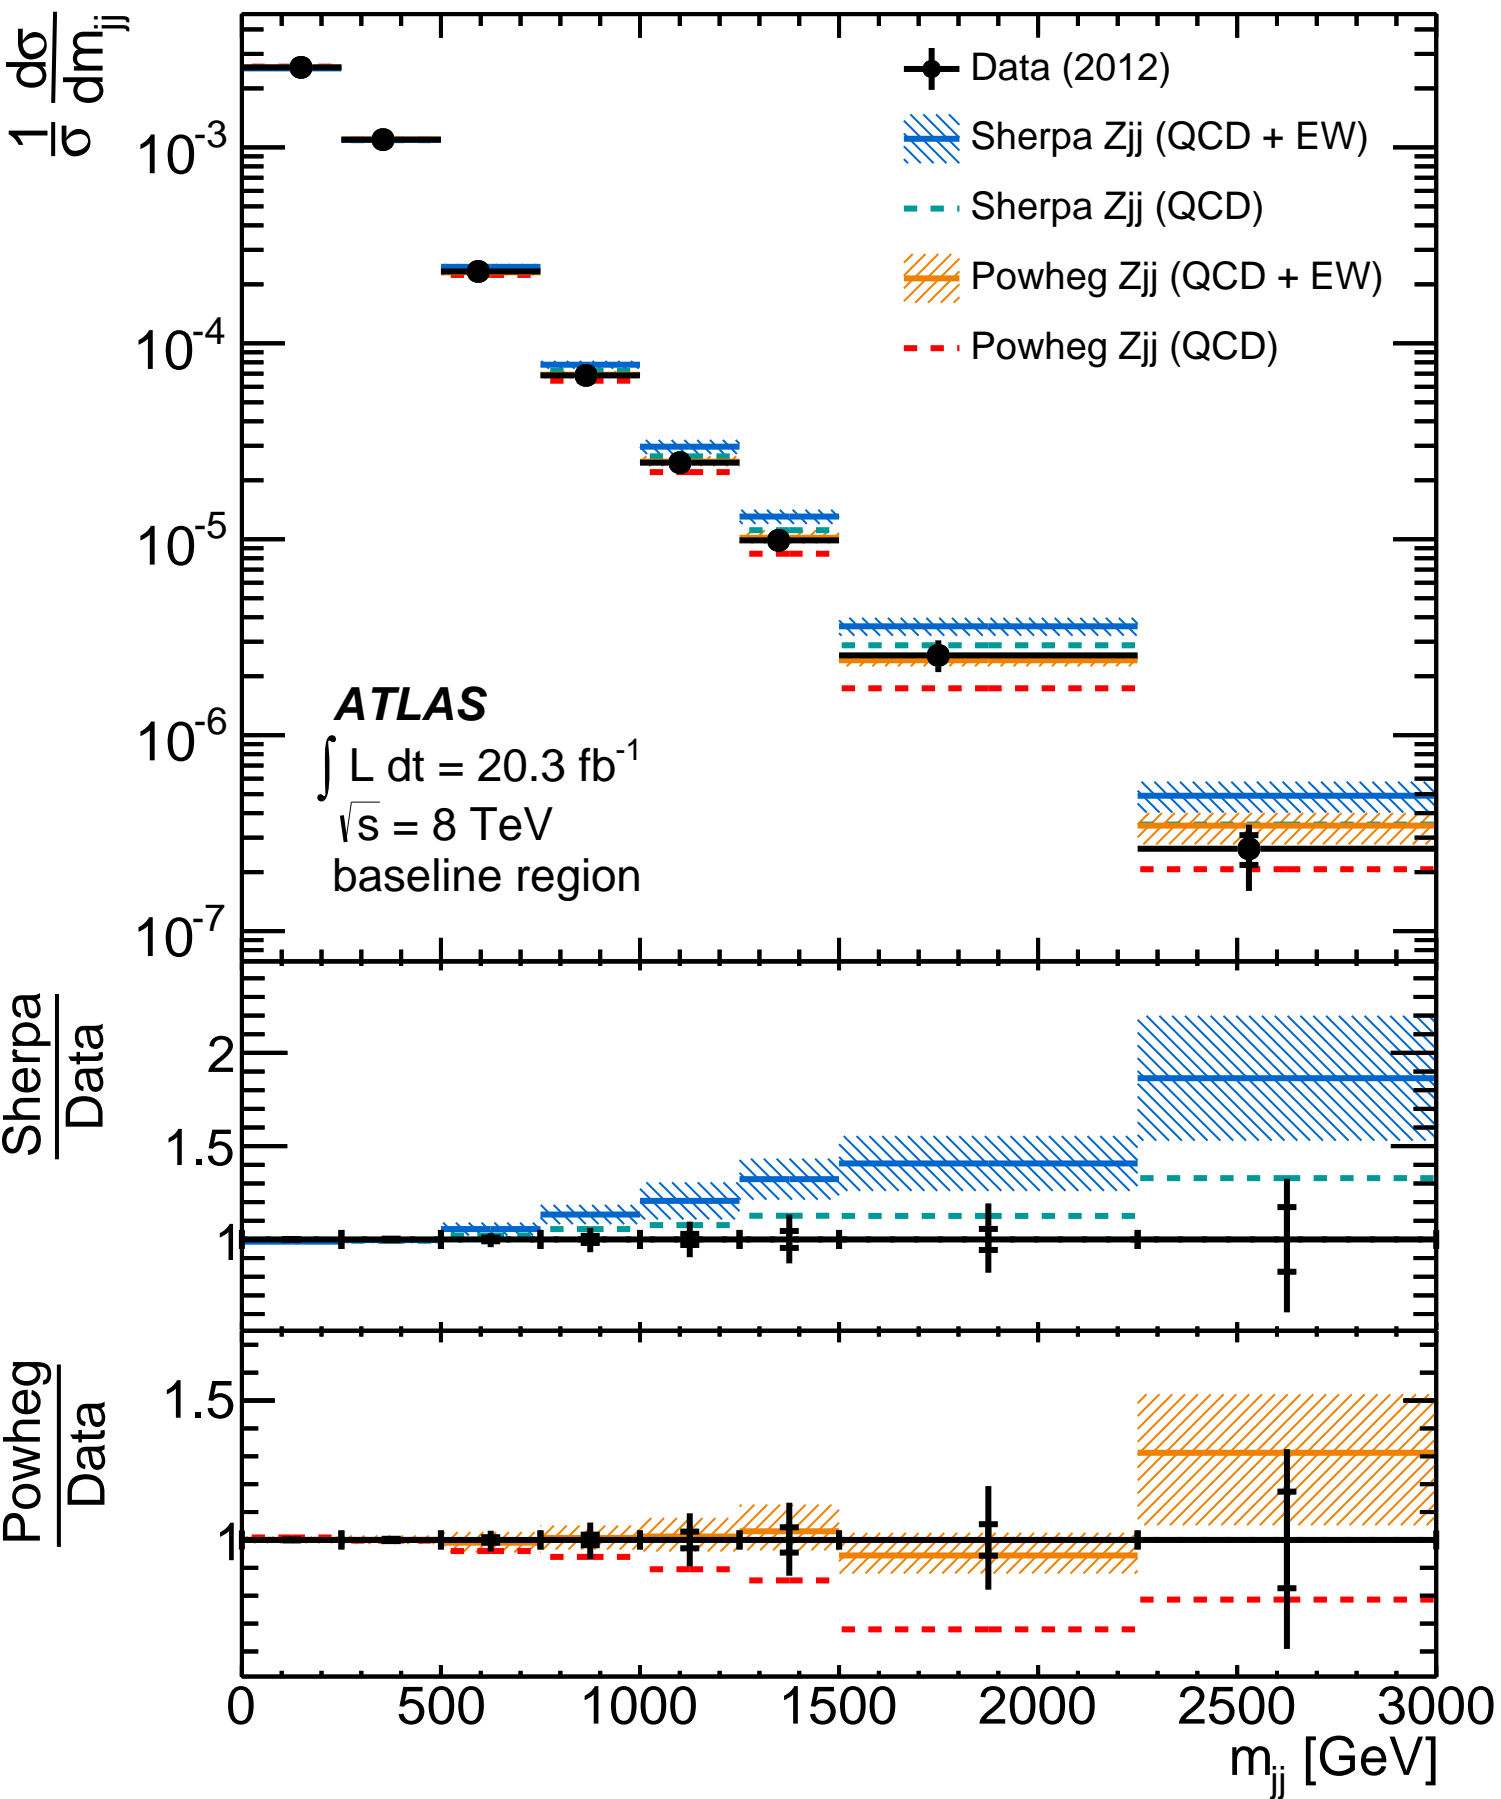 1/σ dσ/dm_jj
Data (2012)
Sherpa Zjj (QCD + EW)
Sherpa Zjj (QCD)
Powheg Zjj (QCD + EW)
Powheg Zjj (QCD)
10^-3
10^-4
10^-5
10^-6
10^-7
ATLAS
∫ L dt = 20.3 fb^-1
√s = 8 TeV
baseline region
Sherpa
Data
2
1.5
1
Powheg
Data
1.5
1
0 500 1000 1500 2000 2500 3000
m_jj [GeV]